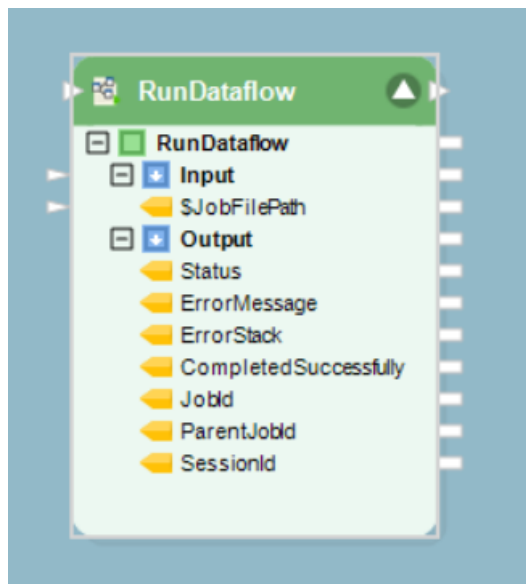 RunDataflow
RunDataflow
Input
$JobFilePath
Output
Status
ErrorMessage
ErrorStack
CompletedSuccessfully
JobId
ParentJobId
SessionId